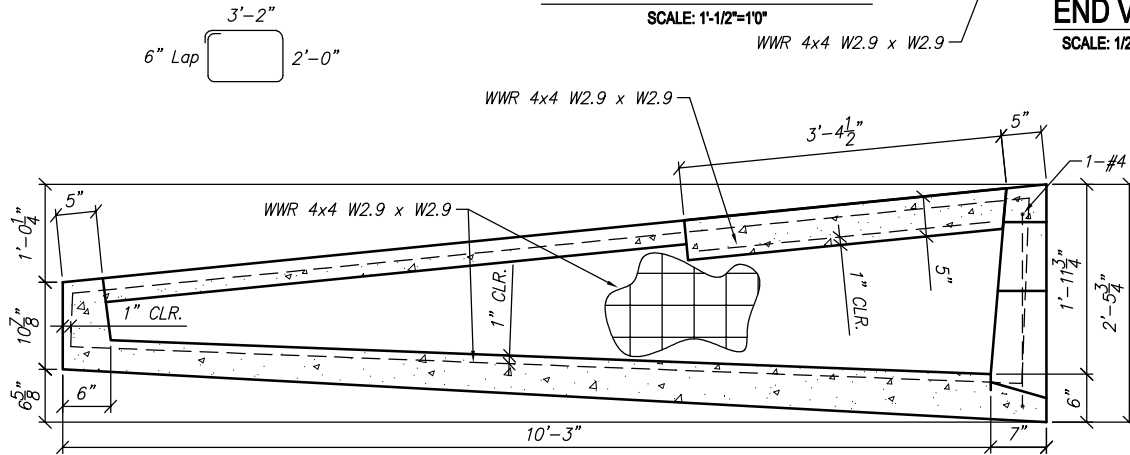 3'-2"
6" Lap
2'-0"
SCALE: 1'-1/2"=1'0"
WWR 4x4 W2.9 x W2.9
END V
SCALE: 1/2
WWR 4x4 W2.9 x W2.9
3'-4 1/2"
5"
1-#4
5"
WWR 4x4 W2.9 x W2.9
1'-0 1/4"
1" CLR.
1" CLR.
1" CLR
5"
1'-11 3/4"
2'-5 3/4"
10 7/8"
6 5/8"
6"
6"
10'-3"
7"